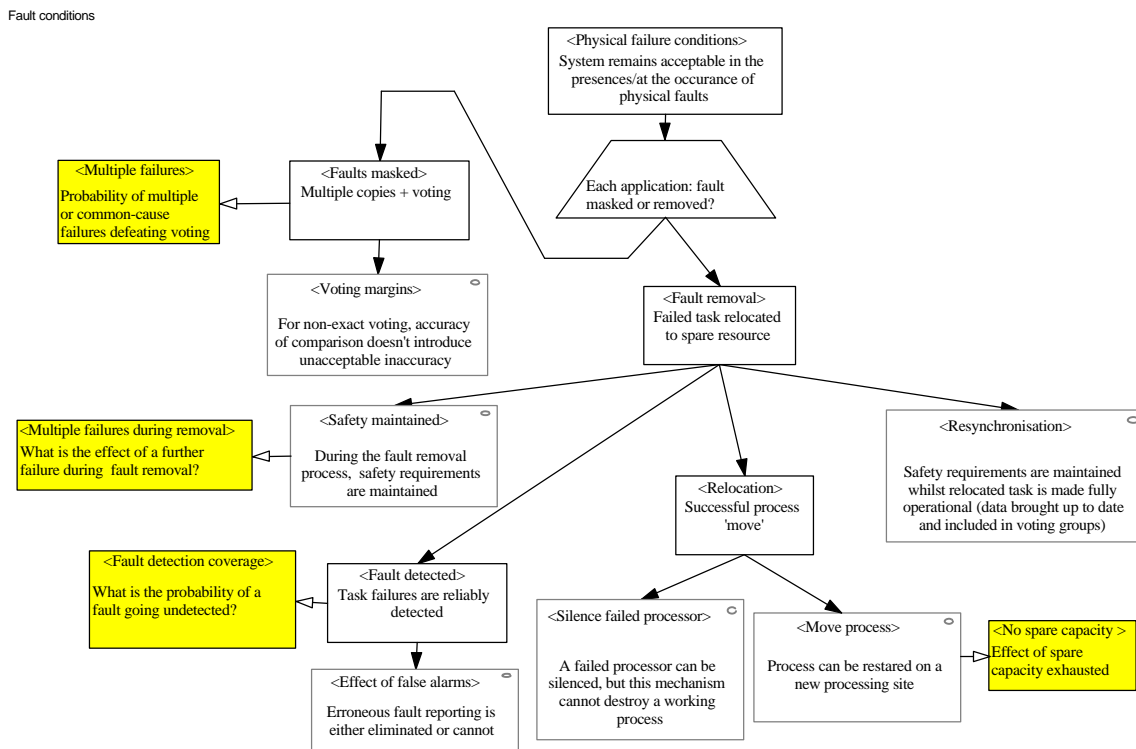 Fault conditions
<Physical failure conditions>
System remains acceptable in the
presences/at the occurance of
physical faults
Each application: fault
masked or removed?
<Multiple failures>
Probability of multiple
or common-cause
failures defeating voting
<Faults masked>
Multiple copies + voting
<Voting margins>
For non-exact voting, accuracy
of comparison doesn't introduce
unacceptable inaccuracy
<Fault removal>
Failed task relocated
to spare resource
<Multiple failures during removal>
What is the effect of a further
failure during fault removal?
<Safety maintained>
During the fault removal
process, safety requirements
are maintained
<Resynchronisation>
Safety requirements are maintained
whilst relocated task is made fully
operational (data brought up to date
and included in voting groups)
<Relocation>
Successful process
'move'
<Fault detection coverage>
What is the probability of a
fault going undetected?
<Fault detected>
Task failures are reliably
detected
<Effect of false alarms>
Erroneous fault reporting is
either eliminated or cannot
<Silence failed processor>
A failed processor can be
silenced, but this mechanism
cannot destroy a working
process
<Move process>
Process can be restared on a
new processing site
<No spare capacity >
Effect of spare
capacity exhausted